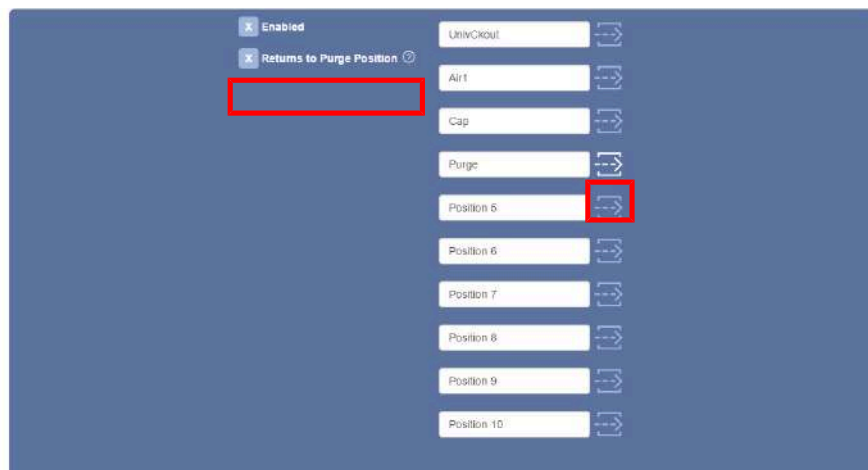 X Enabled
X Returns to Purge Position ?
UnivCkout
Air1
Cap
Purge
Position 5
Position 6
Position 7
Position 8
Position 9
Position 10